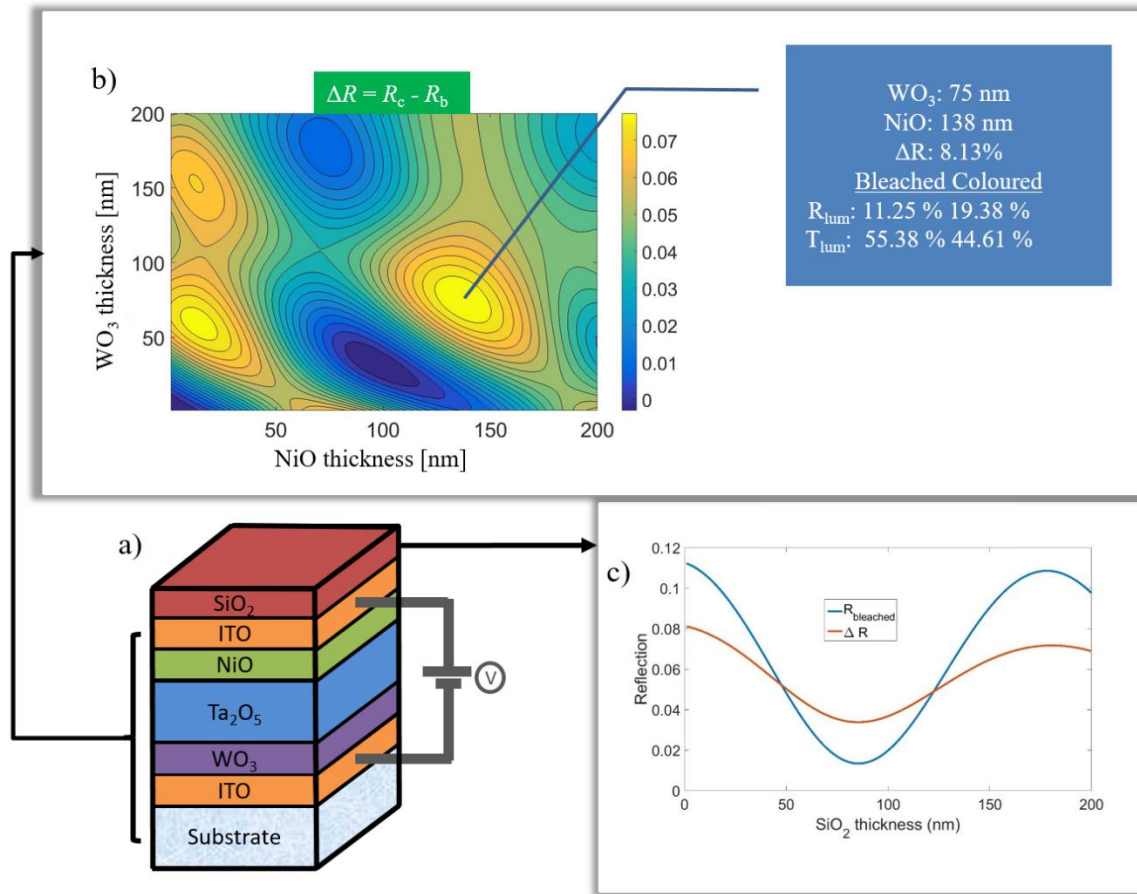 b)
ΔR = Rc - Rb
200
150
100
50
WO3 thickness [nm]
50 100 150 200
NiO thickness [nm]
0.07
0.06
0.05
0.04
0.03
0.02
0.01
0
WO3: 75 nm
NiO: 138 nm
ΔR: 8.13%
Bleached Coloured
Rlum: 11.25 % 19.38 %
Tlum: 55.38 % 44.61 %
a)
SiO2
ITO
NiO
Ta2O5
WO3
ITO
Substrate
V
c)
0.12
0.1
0.08
0.06
0.04
0.02
0
Reflection
Rbleached
Δ R
0 50 100 150 200
SiO2 thickness (nm)